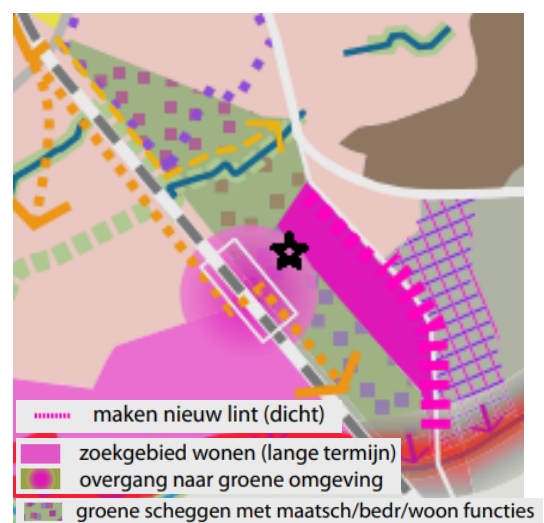 maken nieuw lint (dicht)
zoekgebied wonen (lange termijn)
overgang naar groene omgeving
groene scheggen met maatsch/bedr/woon functies